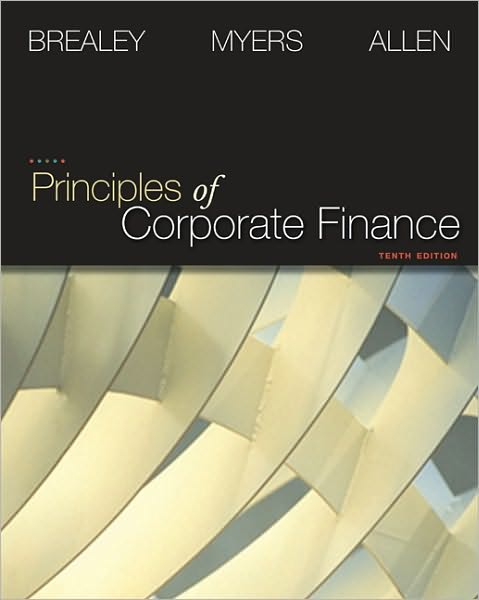 BREALEY MYERS ALLEN
Principles of
Corporate Finance
TENTH EDITION